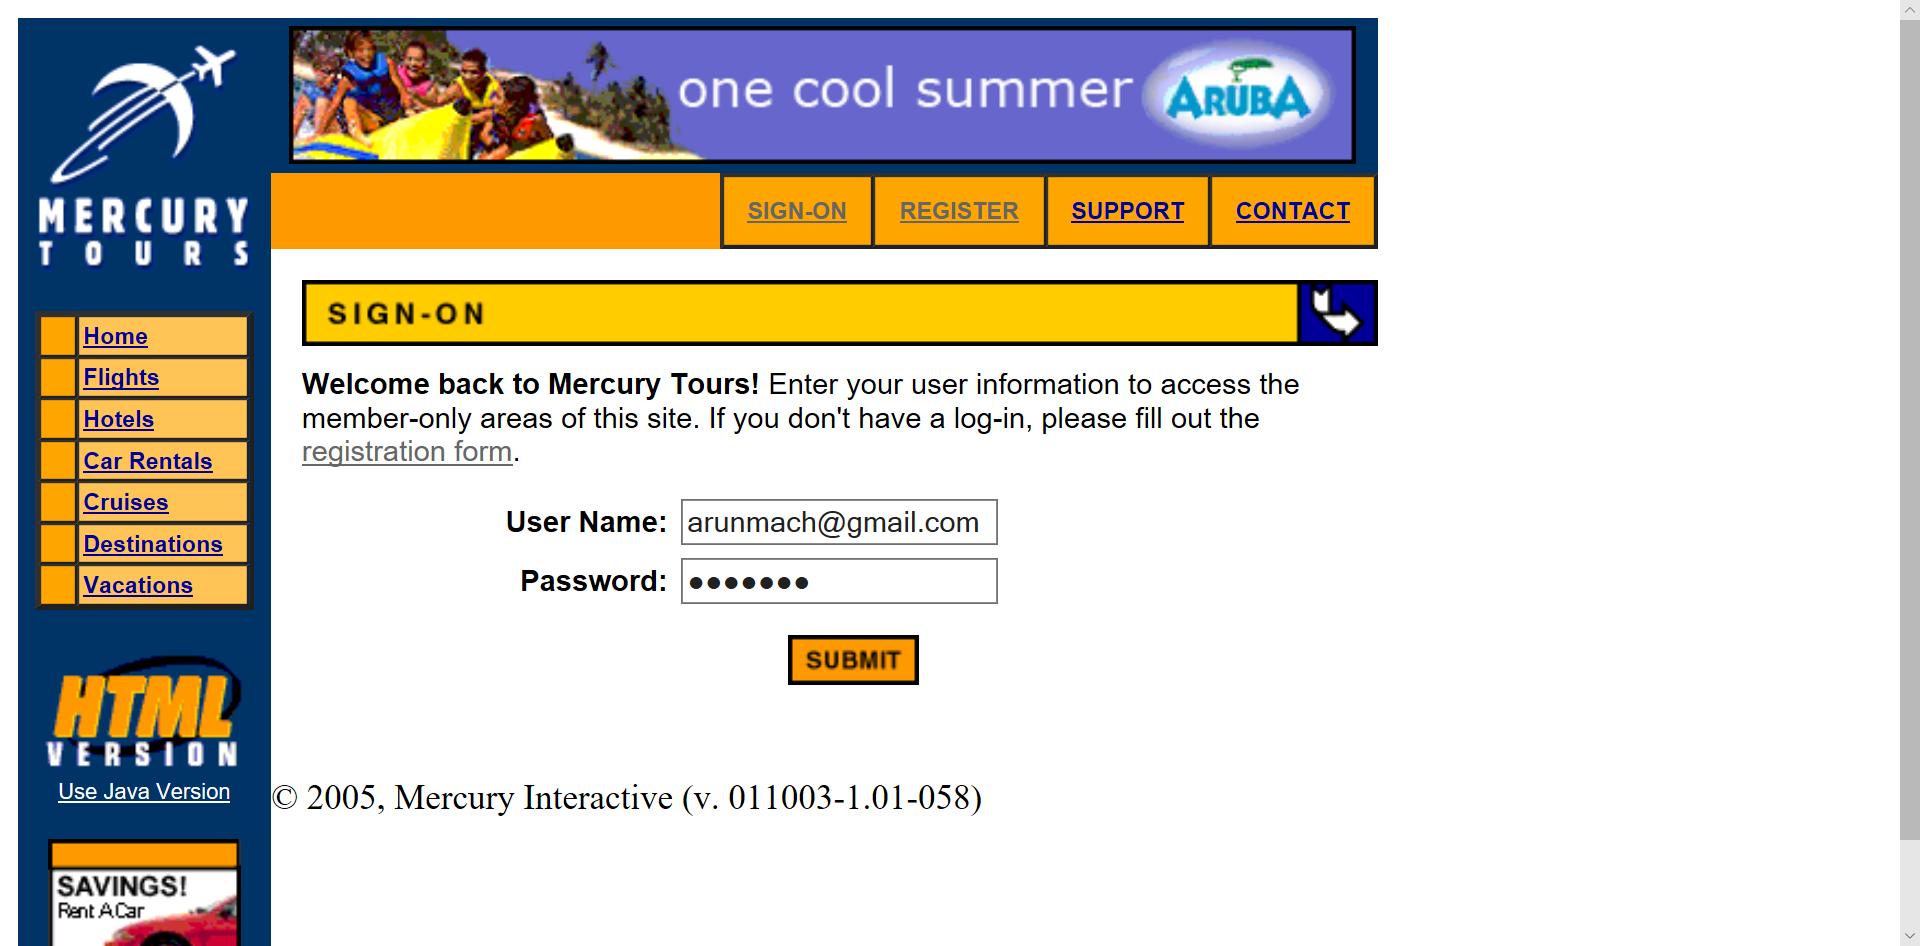 one cool summer
ARUBA
MERCURY
TOURS
SIGN-ON
REGISTER
SUPPORT
CONTACT
SIGN-ON
Home
Flights
Hotels
Car Rentals
Cruises
Destinations
Vacations
Welcome back to Mercury Tours! Enter your user information to access the
member-only areas of this site. If you don't have a log-in, please fill out the
registration form.
User Name: arunmach@gmail.com
Password: •••••••
SUBMIT
HTML
VERSION
Use Java Version
© 2005, Mercury Interactive (v. 011003-1.01-058)
SAVINGS!
Rent A Car